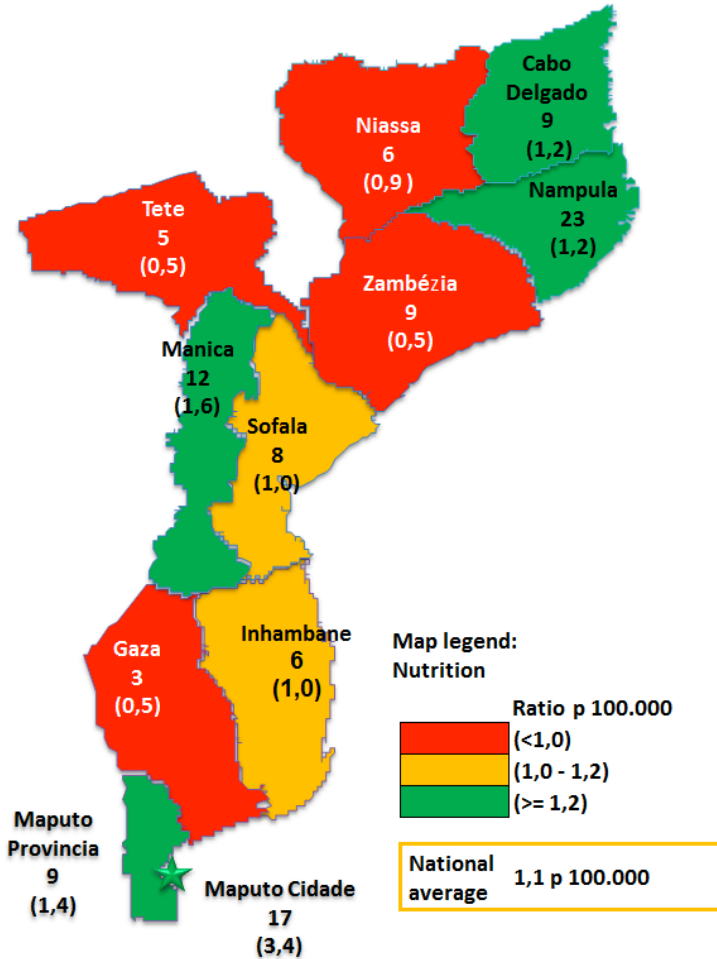 Cabo
Delgado
9
(1,2)
Niassa
6
(0,9 )
Nampula
23
(1,2)
Tete
5
(0,5)
Zambézia
9
(0,5)
Manica
12
(1,6)
Sofala
8
(1,0)
Inhambane
6
(1,0)
Gaza
3
(0,5)
Map legend:
Nutrition
Ratio p 100.000
(<1,0)
(1,0 - 1,2)
(>= 1,2)
Maputo
Provincia
9
(1,4)
Maputo Cidade
17
(3,4)
National
average
1,1 p 100.000